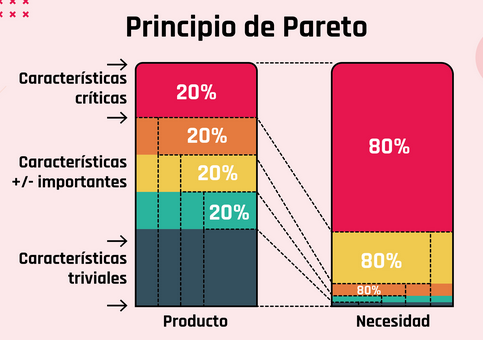 Principio de Pareto
Características
críticas
20%
20%
Características
+/- importantes
20%
20%
Características
triviales
80%
80%
80%
Producto
Necesidad